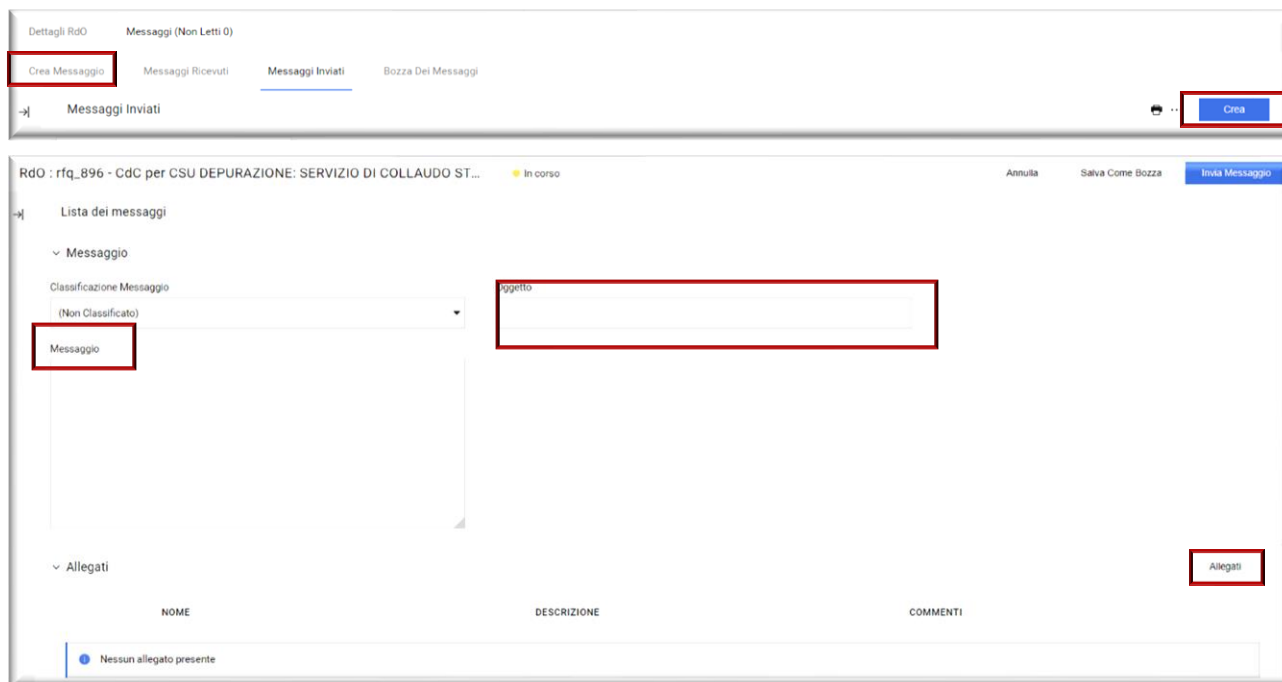 Dettagli RdO Messaggi (Non Letti 0)
Crea Messaggio Messaggi Ricevuti Messaggi Inviati Bozza Dei Messaggi
Messaggi Inviati Crea
RdO : rfq_896 - CdC per CSU DEPURAZIONE: SERVIZIO DI COLLAUDO ST... In corso Annulla Salva Come Bozza Invia Messaggio
Lista dei messaggi
Messaggio
Classificazione Messaggio Oggetto
(Non Classificato)
Messaggio
Allegati Allegati
NOME DESCRIZIONE COMMENTI
Nessun allegato presente